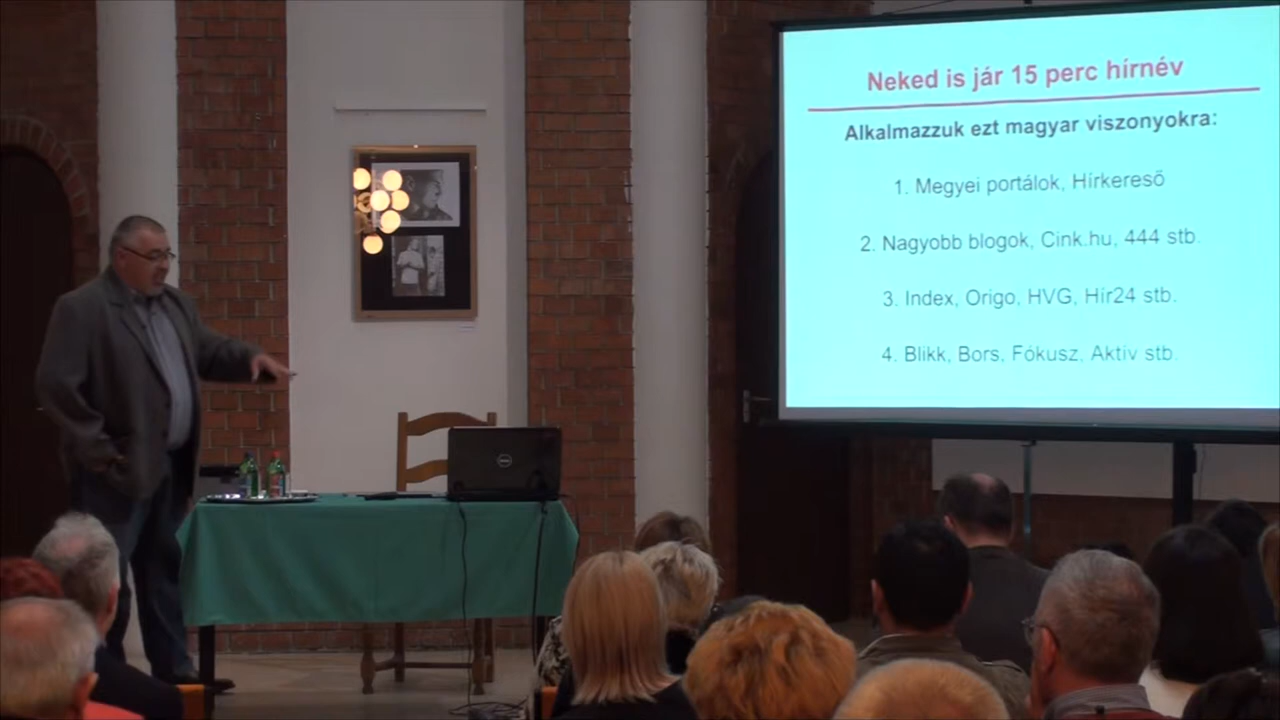 Neked is jár 15 perc hírnév
Alkalmazzuk ezt magyar viszonyokra:
1. Megyei portálok, Hírkereső
2. Nagyobb blogok, Cink.hu, 444 stb.
3. Index, Origo, HVG, Hír24 stb.
4. Blikk, Bors, Fókusz, Aktív stb.